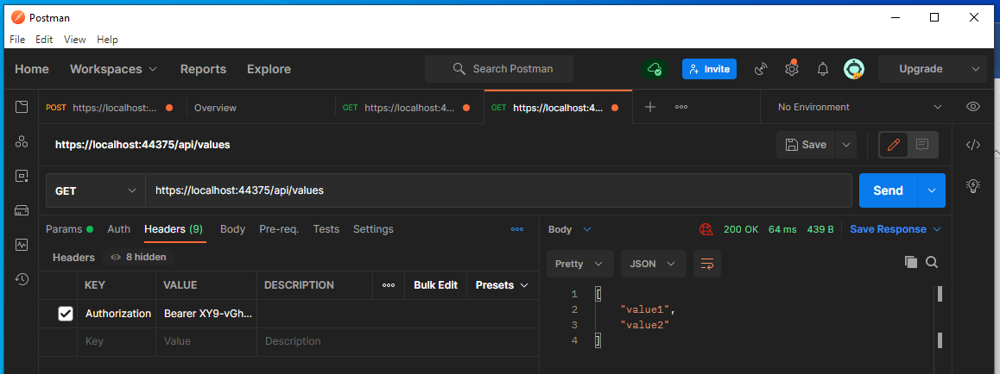 Postman
File Edit View Help
Home Workspaces Reports Explore Search Postman Invite Upgrade
POST https://localhost:... Overview GET https://localhost:4... GET https://localhost:4... No Environment
https://localhost:44375/api/values Save
GET https://localhost:44375/api/values Send
Params Auth Headers (9) Body Pre-req. Tests Settings
Body 200 OK 64 ms 439 B Save Response
Headers 8 hidden
Pretty JSON
KEY VALUE DESCRIPTION Bulk Edit Presets
Authorization Bearer XY9-vGh...
Key Value Description
1 [
2 "value1",
3 "value2"
4 ]